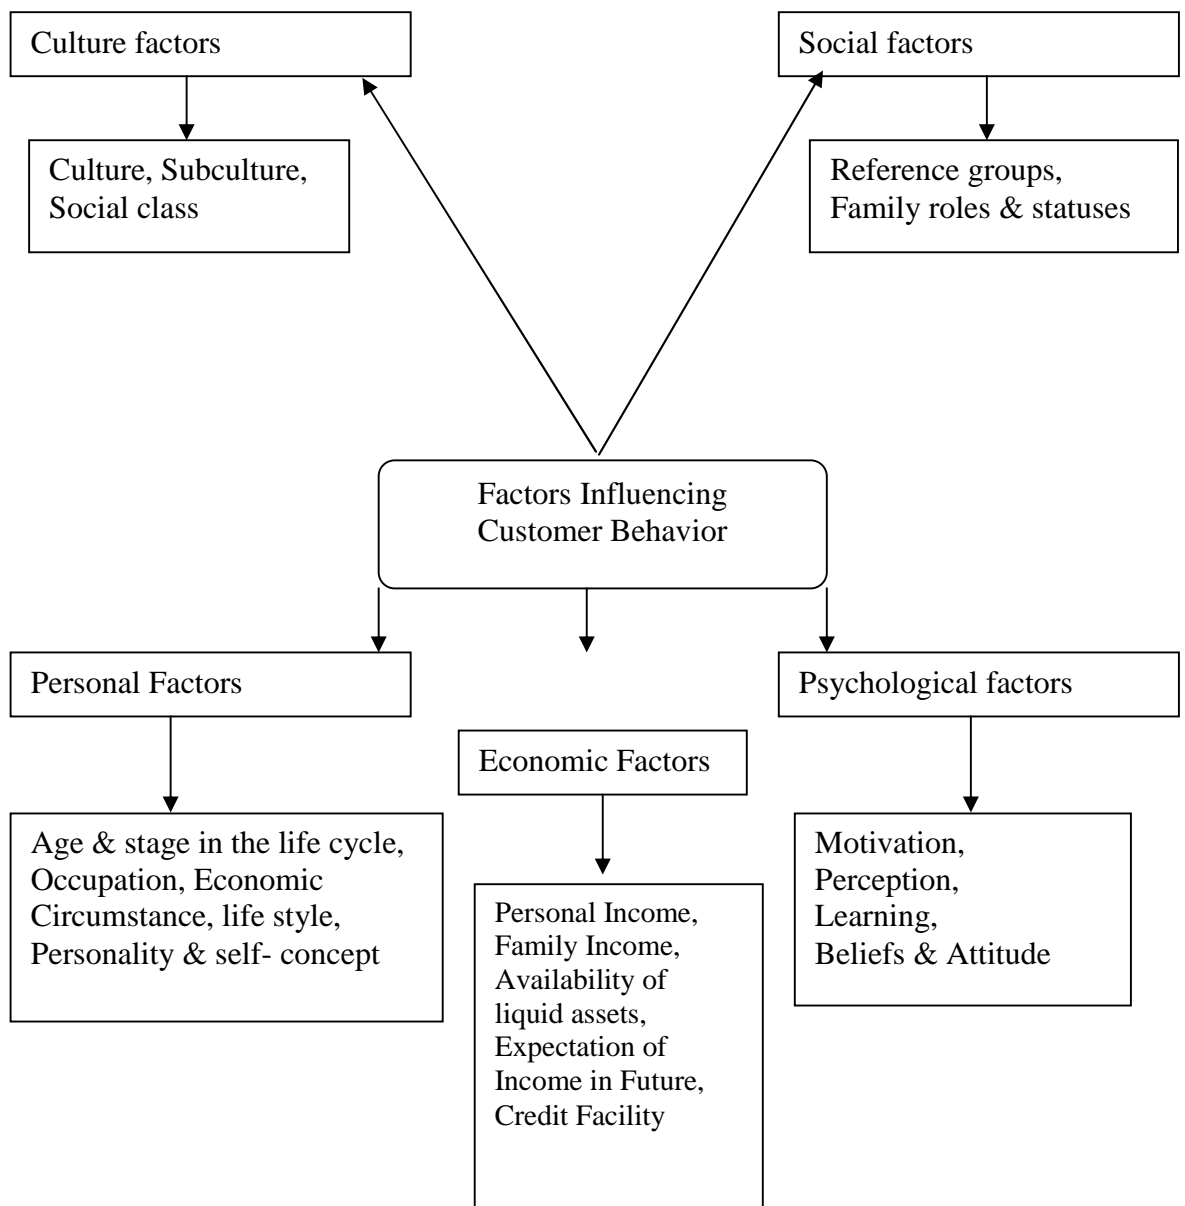 Culture factors
Culture, Subculture,
Social class
Social factors
Reference groups,
Family roles & statuses
Factors Influencing
Customer Behavior
Personal Factors
Age & stage in the life cycle,
Occupation, Economic
Circumstance, life style,
Personality & self- concept
Economic Factors
Personal Income,
Family Income,
Availability of
liquid assets,
Expectation of
Income in Future,
Credit Facility
Psychological factors
Motivation,
Perception,
Learning,
Beliefs & Attitude